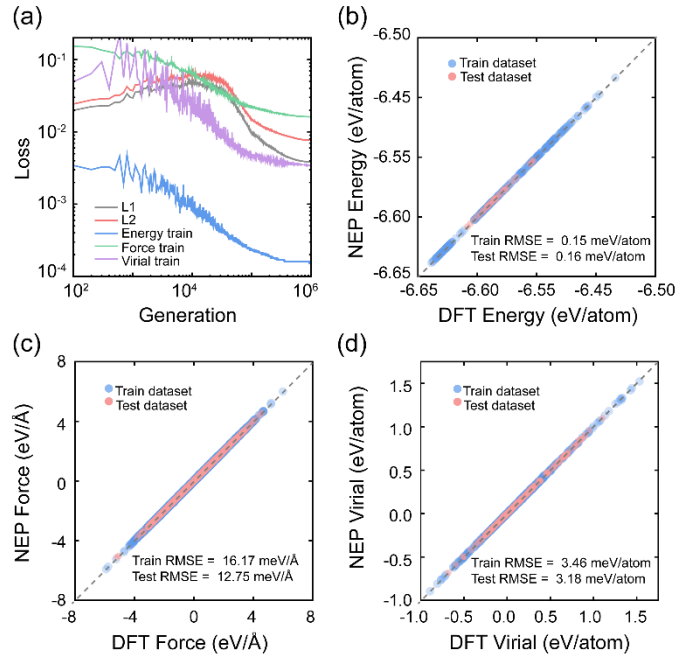 (a)
10⁻¹
10⁻²
10⁻³
10⁻⁴
Loss
L1
L2
Energy train
Force train
Virial train
10²
10⁴
10⁶
Generation
(b)
-6.50
-6.45
-6.55
-6.60
-6.65
NEP Energy (eV/atom)
Train dataset
Test dataset
Train RMSE = 0.15 meV/atom
Test RMSE = 0.16 meV/atom
-6.65
-6.60
-6.55
-6.45
-6.50
DFT Energy (eV/atom)
(c)
8
4
0
-4
-8
NEP Force (eV/Å)
Train dataset
Test dataset
Train RMSE = 16.17 meV/Å
Test RMSE = 12.75 meV/Å
-8
-4
0
4
8
DFT Force (eV/Å)
(d)
1.5
1.0
0.5
0.0
-0.5
-1.0
NEP Virial (eV/atom)
Train dataset
Test dataset
Train RMSE = 3.46 meV/atom
Test RMSE = 3.18 meV/atom
-1.0
-0.5
0.0
0.5
1.0
1.5
DFT Virial (eV/atom)